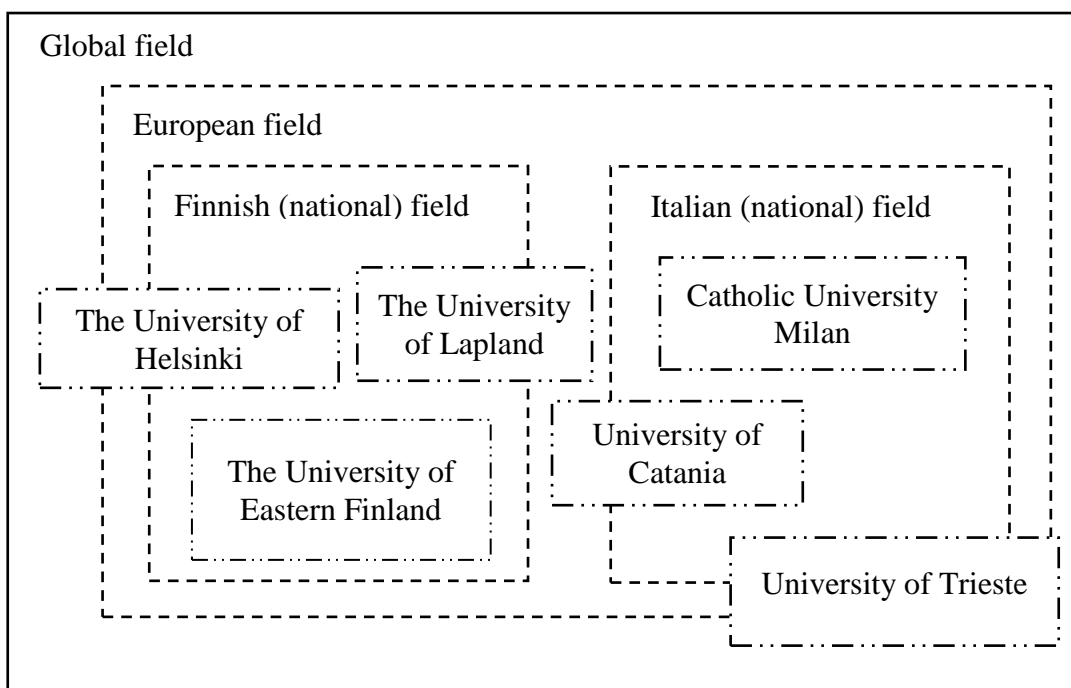 Global field
European field
Finnish (national) field
Italian (national) field
The University of
Helsinki
The University
of Lapland
Catholic University
Milan
University of
Catania
The University of
Eastern Finland
University of Trieste